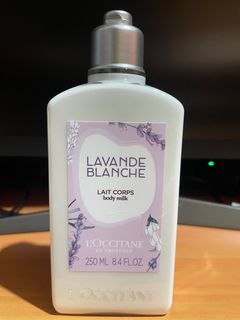 LAVANDE
BLANCHE
LAIT CORPS
body milk
L'OCCITANE
EN PROVENCE
250 ML 8.4 FL.OZ.
L'OCCITANE